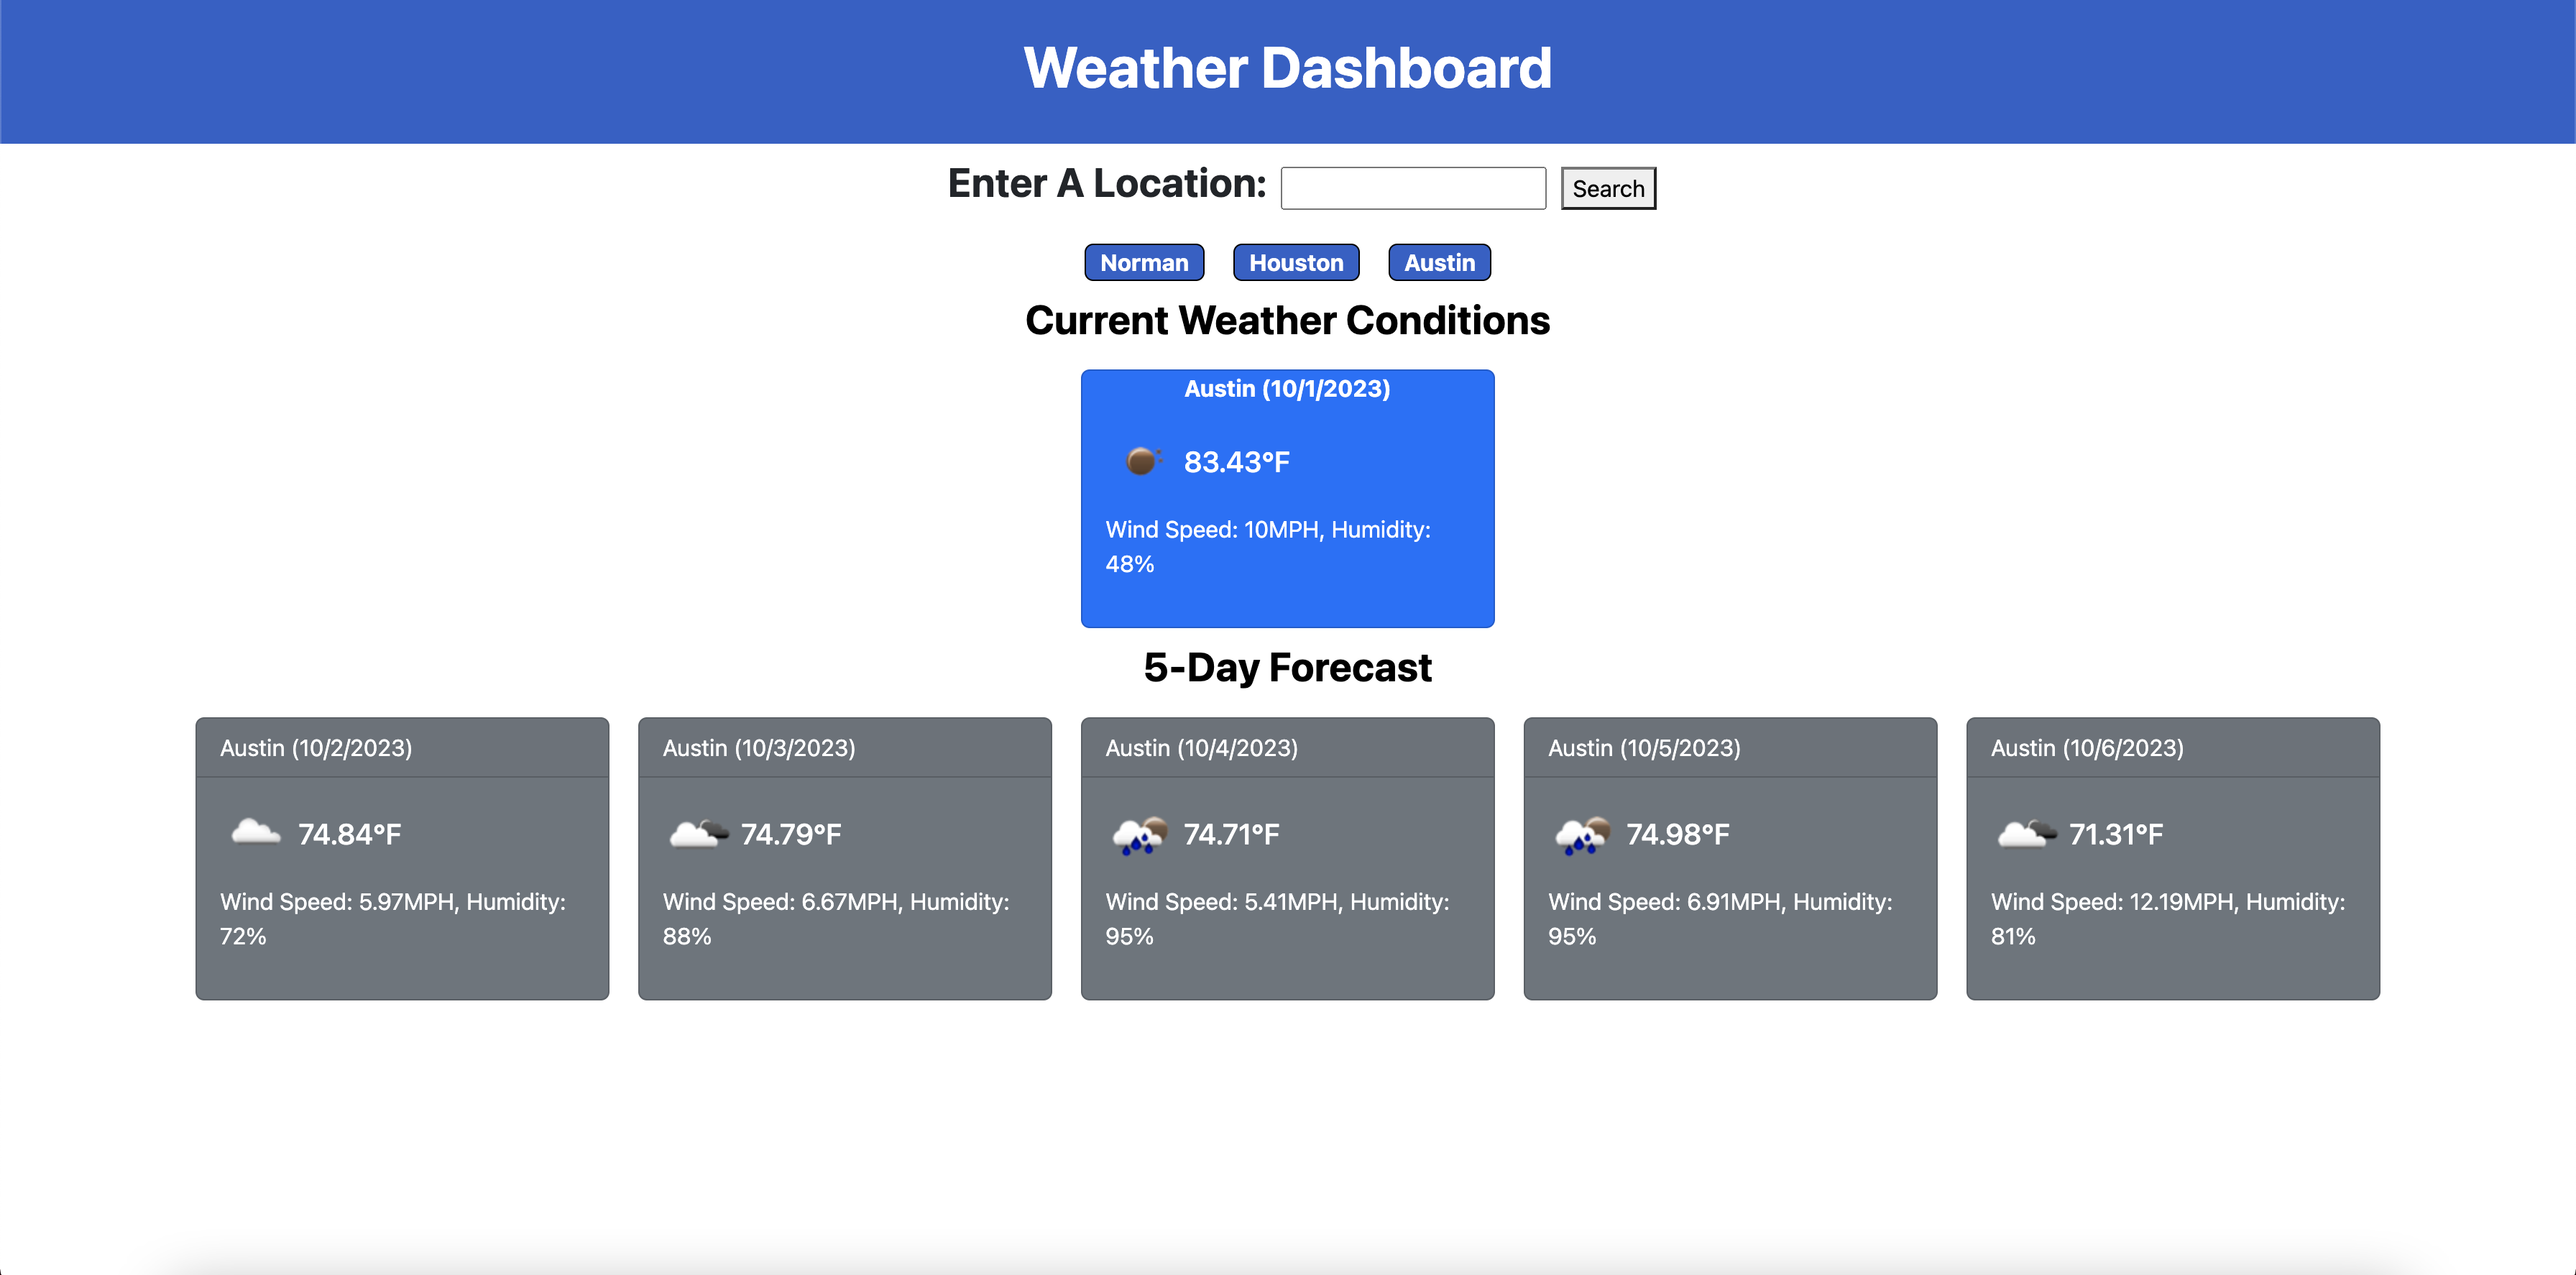 Weather Dashboard
Enter A Location: Search
Norman Houston Austin
Current Weather Conditions
Austin (10/1/2023)
83.43°F
Wind Speed: 10MPH, Humidity:
48%
5-Day Forecast
Austin (10/2/2023)
74.84°F
Wind Speed: 5.97MPH, Humidity:
72%
Austin (10/3/2023)
74.79°F
Wind Speed: 6.67MPH, Humidity:
88%
Austin (10/4/2023)
74.71°F
Wind Speed: 5.41MPH, Humidity:
95%
Austin (10/5/2023)
74.98°F
Wind Speed: 6.91MPH, Humidity:
95%
Austin (10/6/2023)
71.31°F
Wind Speed: 12.19MPH, Humidity:
81%